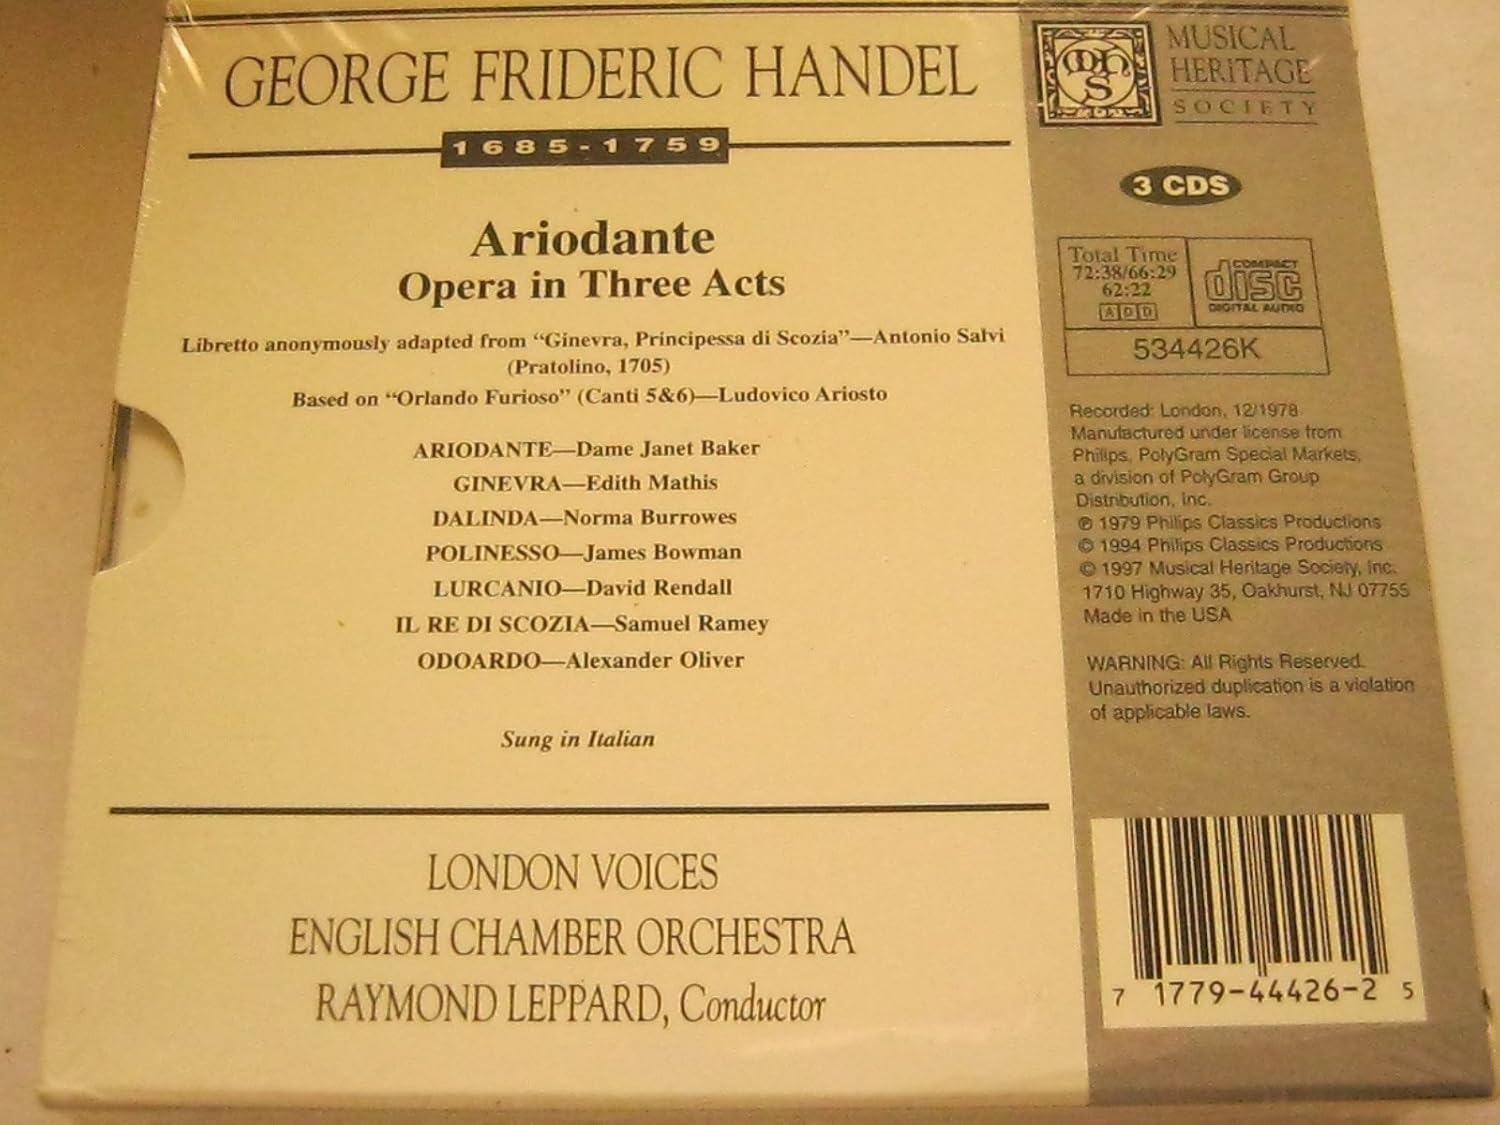 GEORGE FRIDERIC HANDEL
1685-1759
Ariodante
Opera in Three Acts
Libretto anonymously adapted from “Ginevra, Principessa di Scozia”—Antonio Salvi
(Pratolino, 1705)
Based on “Orlando Furioso” (Canti 5&6)—Ludovico Ariosto
ARIODANTE—Dame Janet Baker
GINEVRA—Edith Mathis
DALINDA—Norma Burrowes
POLINESSO—James Bowman
LURCANIO—David Rendall
IL RE DI SCOZIA—Samuel Ramey
ODOARDO—Alexander Oliver
Sung in Italian
LONDON VOICES
ENGLISH CHAMBER ORCHESTRA
RAYMOND LEPPARD, Conductor
MUSICAL
HERITAGE
SOCIETY
3 CDS
Total Time
72:38/66:29
62:22
ADD
COMPACT
disc
DIGITAL AUDIO
534426K
Recorded: London, 12/1978
Manufactured under license from
Philips, PolyGram Special Markets,
a division of PolyGram Group
Distribution, Inc.
℗ 1979 Philips Classics Productions
© 1994 Philips Classics Productions
© 1997 Musical Heritage Society, Inc.
1710 Highway 35, Oakhurst, NJ 07755
Made in the USA
WARNING: All Rights Reserved.
Unauthorized duplication is a violation
of applicable laws.
7 1779-44426-2 5